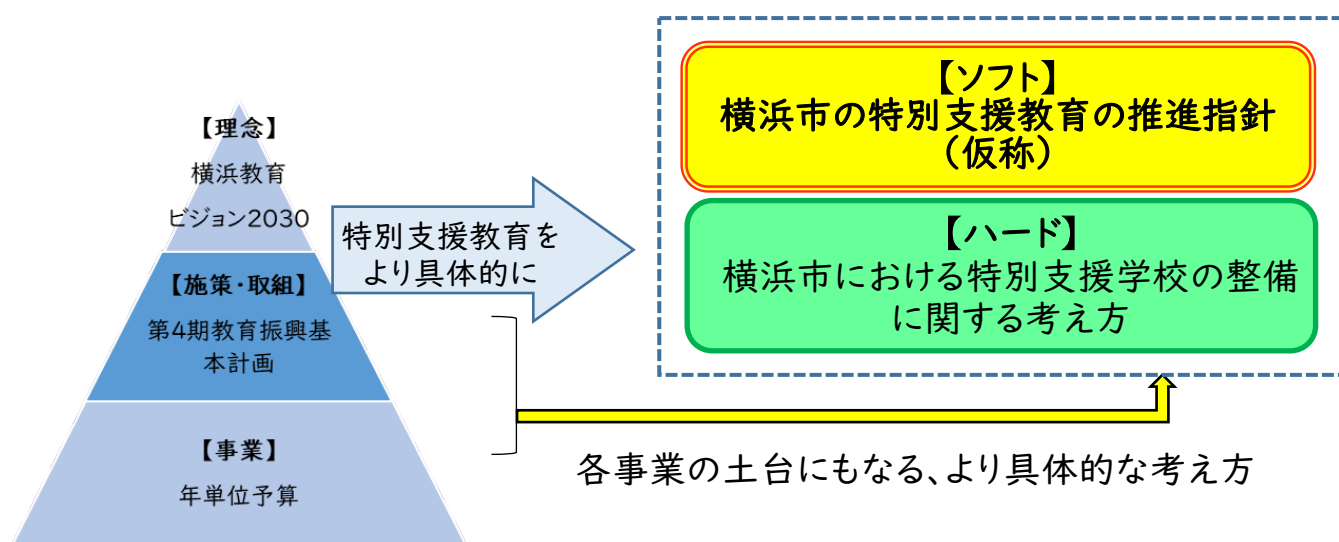 【理念】
横浜教育
ビジョン2030
【施策・取組】
第4期教育振興基
本計画
【事業】
年単位予算
特別支援教育を
より具体的に
【ソフト】
横浜市の特別支援教育の推進指針
（仮称）
【ハード】
横浜市における特別支援学校の整備
に関する考え方
各事業の土台にもなる、より具体的な考え方